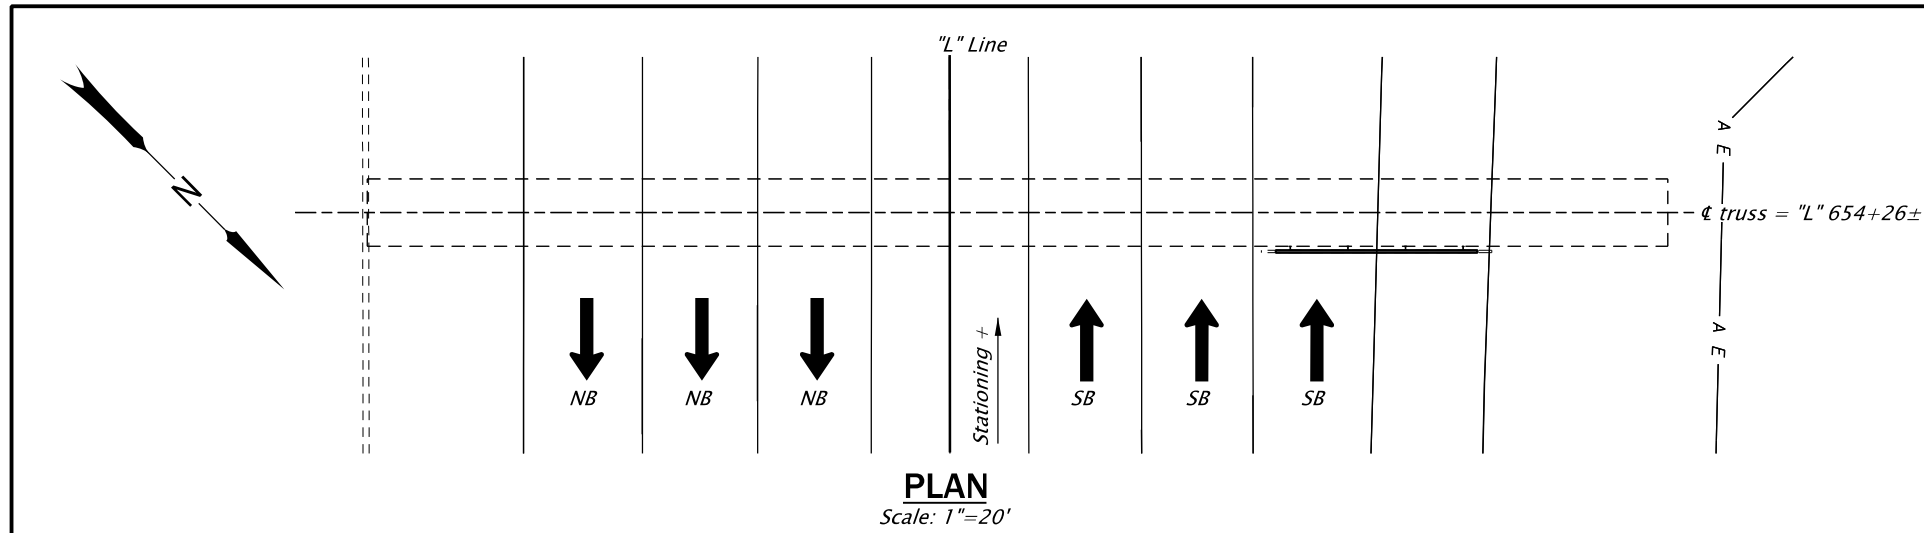 "L" Line
N
A E
℄ truss = "L" 654+26±
Stationing +
A E
NB
NB
NB
SB
SB
SB
PLAN
Scale: 1"=20'